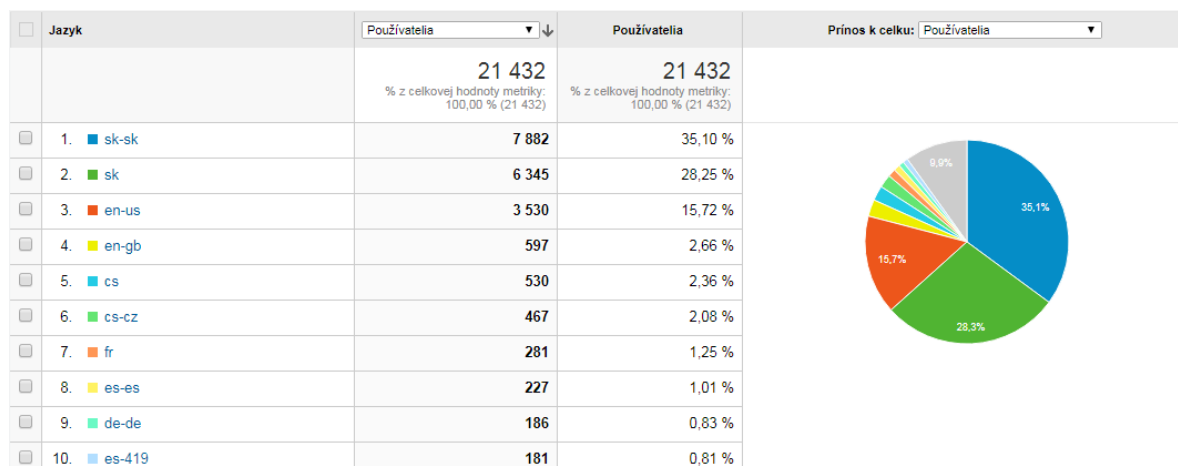 Jazyk Používatelia Používatelia Prínos k celku: Používatelia
21 432 21 432
% z celkovej hodnoty metriky: % z celkovej hodnoty metriky:
100,00 % (21 432) 100,00 % (21 432)
1. sk-sk 7 882 35,10 %
2. sk 6 345 28,25 %
3. en-us 3 530 15,72 %
4. en-gb 597 2,66 %
5. cs 530 2,36 %
6. cs-cz 467 2,08 %
7. fr 281 1,25 %
8. es-es 227 1,01 %
9. de-de 186 0,83 %
10. es-419 181 0,81 %
9,9%
35,1%
15,7%
28,3%